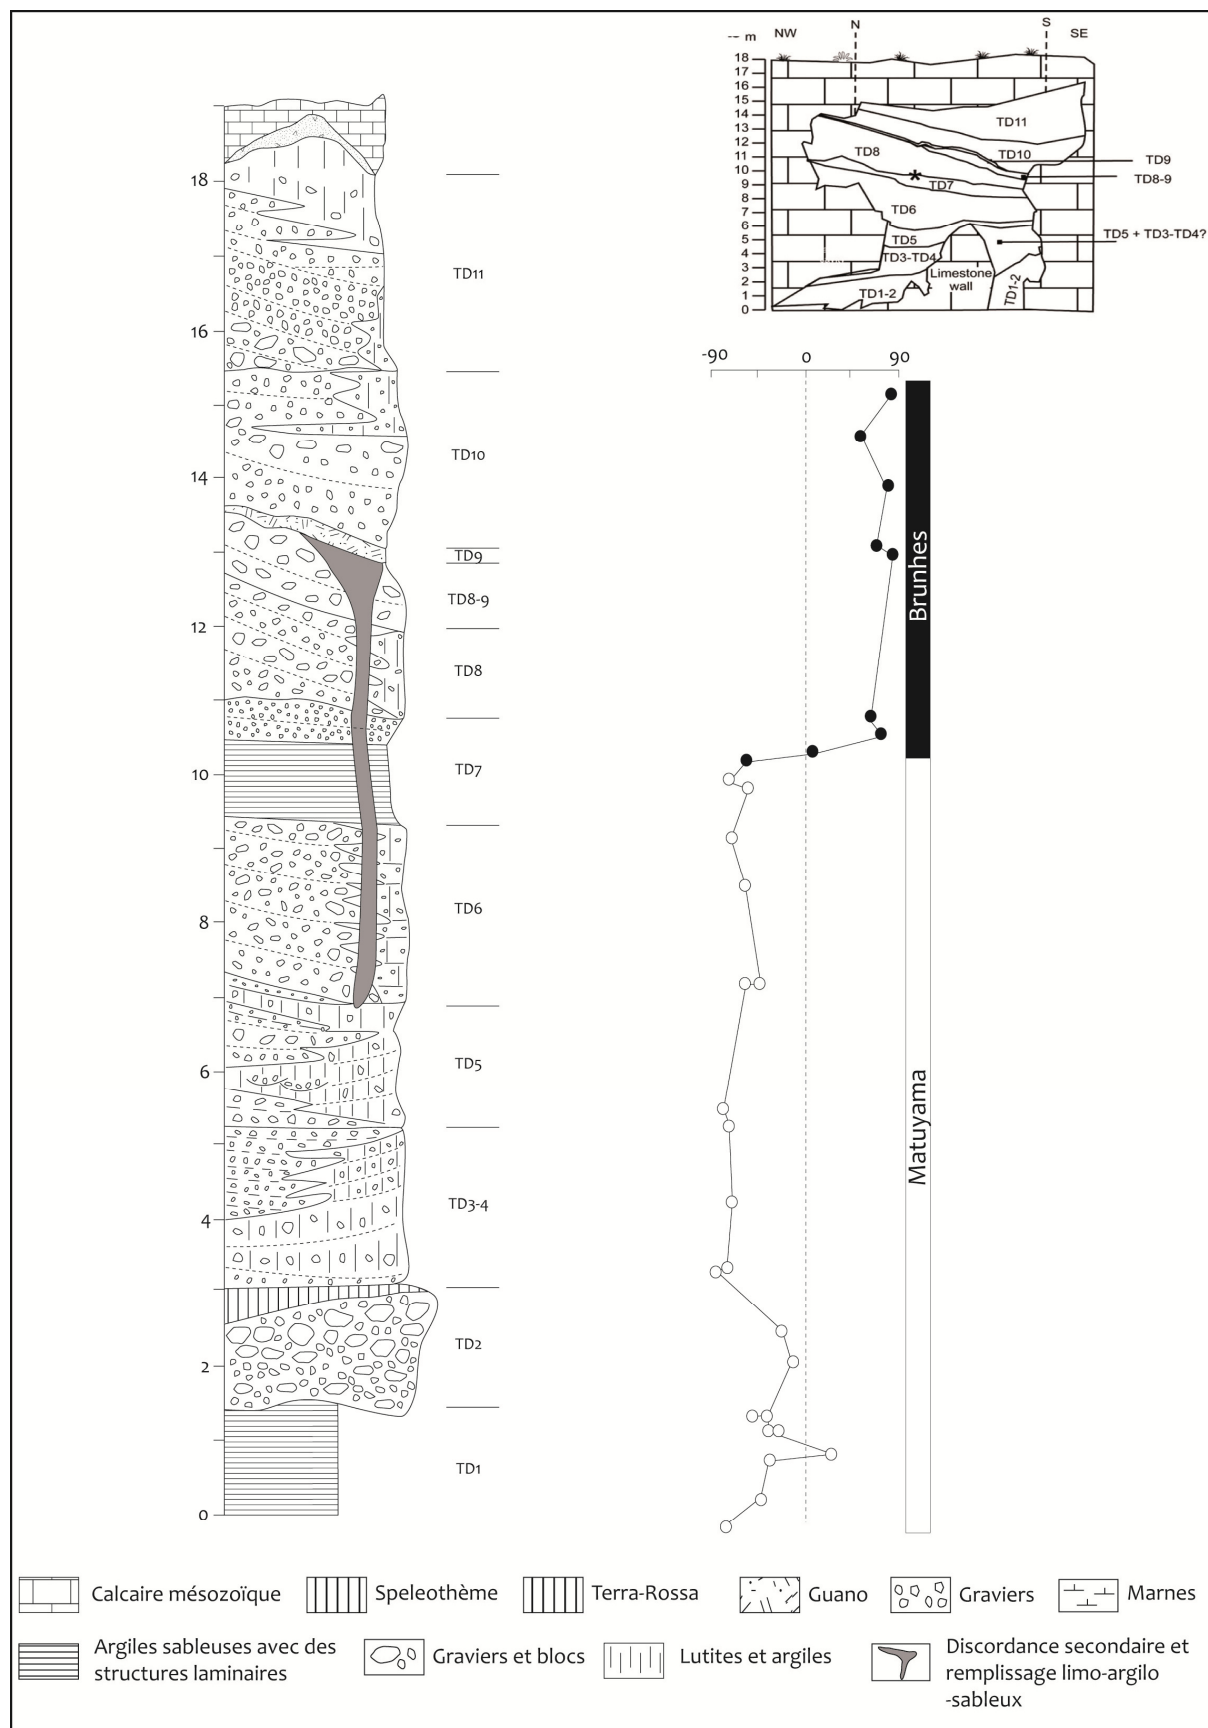 -- m
NW
N
S
SE
18
17
16
15
14
13
12
11
10
9
8
7
6
5
4
3
2
1
0
TD11
TD8
TD10
TD9
*
TD8-9
TD7
TD6
TD5
TD5 + TD3-TD4?
TD3-TD4
Limestone
wall
TD1-2
TD1-2
18
16
14
12
10
8
6
4
2
0
TD11
TD10
TD9
TD8-9
TD8
TD7
TD6
TD5
TD3-4
TD2
TD1
-90
0
90
Brunhes
Matuyama
Calcaire mésozoïque
Speleothème
Terra-Rossa
Guano
Graviers
Marnes
Argiles sableuses avec des
structures laminaires
Graviers et blocs
Lutites et argiles
Discordance secondaire et
remplissage limo-argilo
-sableux